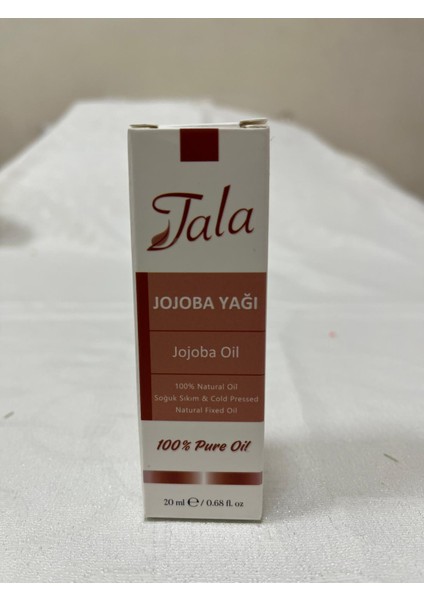 Tala
JOJOBA YAĞI
Jojoba Oil
100% Natural Oil
Soğuk Sıkım & Cold Pressed
Natural Fixed Oil
100% Pure Oil
20 ml ℮ / 0.68 fl. oz